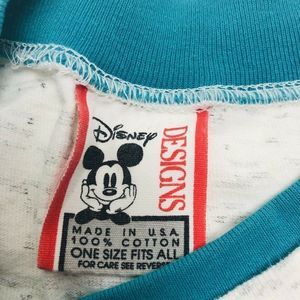 Disney
DESIGNS
MADE IN U.S.A.
100% COTTON
ONE SIZE FITS ALL
FOR CARE SEE REVERSE